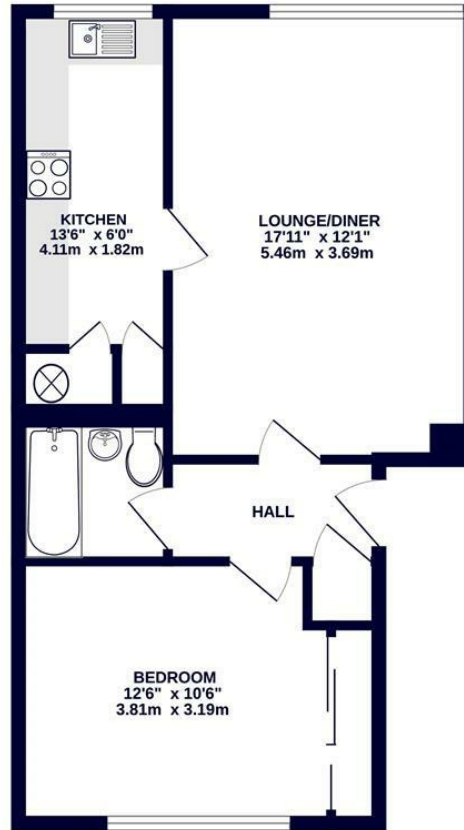 KITCHEN
13'6" x 6'0"
4.11m x 1.82m
LOUNGE/DINER
17'11" x 12'1"
5.46m x 3.69m
HALL
BEDROOM
12'6" x 10'6"
3.81m x 3.19m